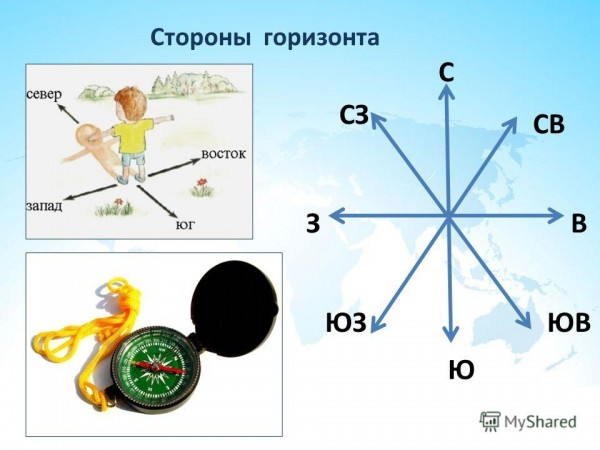 Стороны горизонта
север
восток
запад
юг
С
СЗ
СВ
З
В
ЮЗ
ЮВ
Ю
MyShared